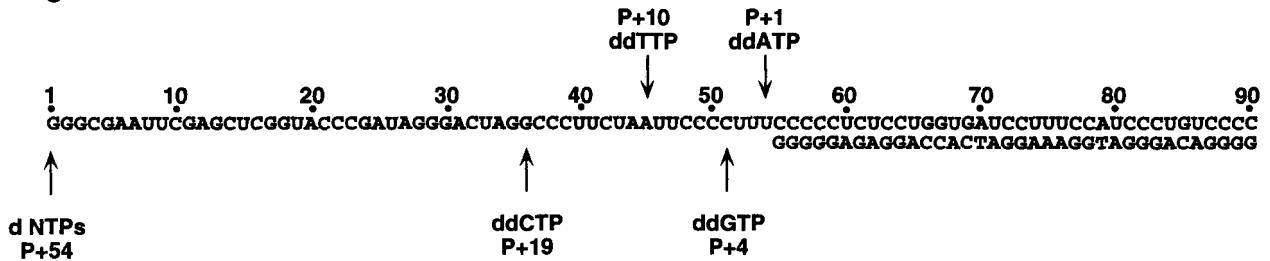 P+10 P+1
ddTTP ddATP
1 10 20 30 40 50 60 70 80 90
GGGCGAAUUCGAGCUCGGUACCCGAUAGGGACUAGGCCCUUCUAAUUCCCCUUUCCCCCUCUCCUGGUGAUCCUUUCCAUCCCUGUCCCC
GGGGGAGAGGACCACTAGGAAAGGTAGGGACAGGGG
d NTPs ddCTP ddGTP
P+54 P+19 P+4